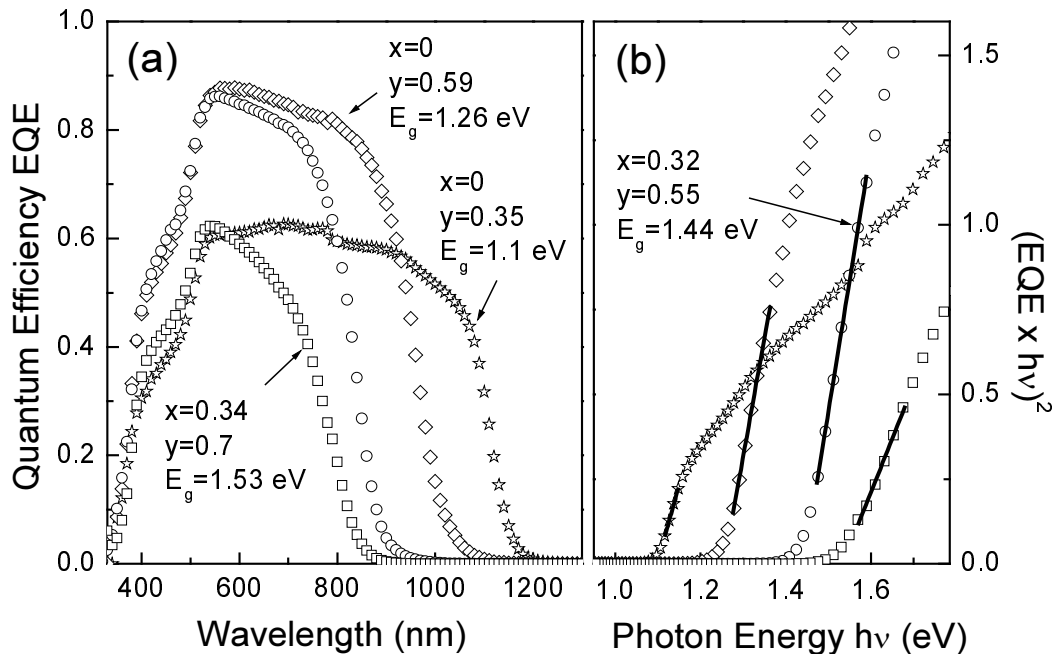 Quantum Efficiency EQE
1.0
0.8
0.6
0.4
0.2
0.0
(a)
x=0
y=0.59
E_g=1.26 eV
x=0
y=0.35
E_g=1.1 eV
x=0.34
y=0.7
E_g=1.53 eV
400 600 800 1000 1200
Wavelength (nm)
(b)
x=0.32
y=0.55
E_g=1.44 eV
1.0 1.2 1.4 1.6
Photon Energy hν (eV)
1.5
1.0
0.5
0.0
(EQE x hν)²